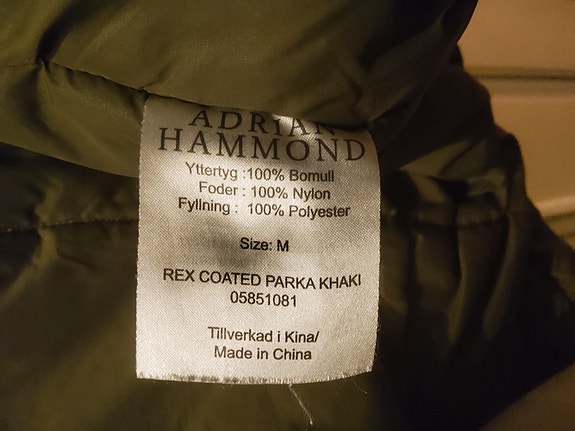 ADRIAN
HAMMOND
Yttertyg :100% Bomull
Foder : 100% Nylon
Fyllning : 100% Polyester
Size: M
REX COATED PARKA KHAKI
05851081
Tillverkad i Kina/
Made in China